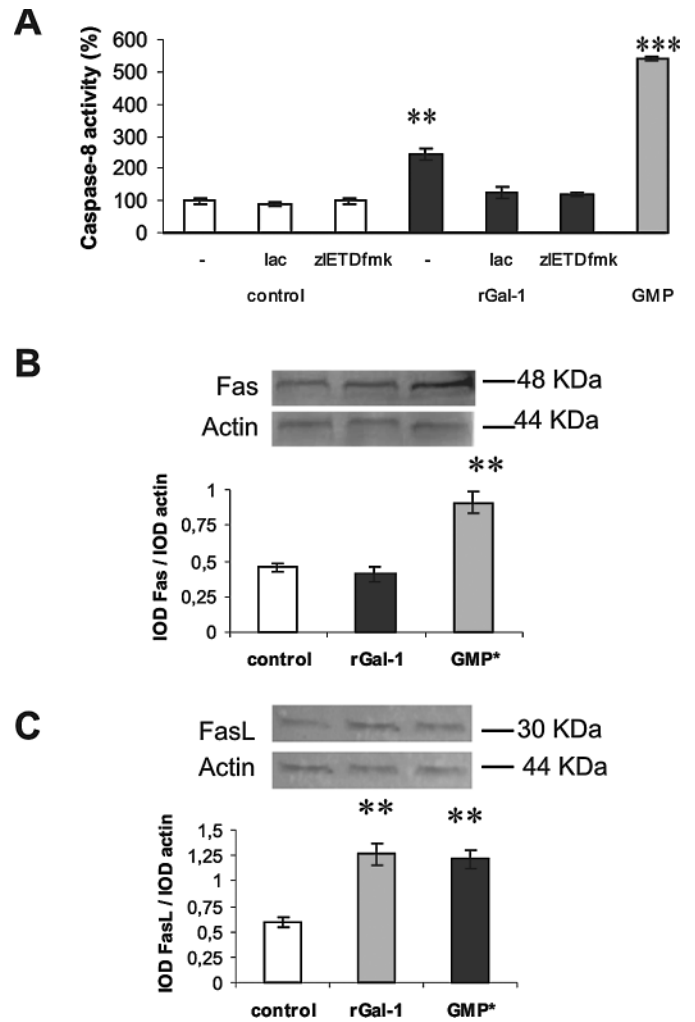 A
Caspase-8 activity (%)
600
500
400
300
200
100
0
**
***
- lac zIETDfmk - lac zIETDfmk
control rGal-1 GMP
B
Fas 48 KDa
Actin 44 KDa
**
IOD Fas / IOD actin
1
0,75
0,5
0,25
0
control rGal-1 GMP*
C
FasL 30 KDa
Actin 44 KDa
** **
IOD FasL / IOD actin
1,5
1,25
1
0,75
0,5
0,25
0
control rGal-1 GMP*